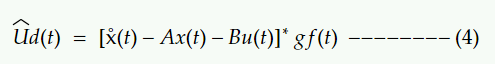 Ûd(t) = [x̊(t) – Ax(t) – Bu(t)]* gf(t) –––––––– (4)